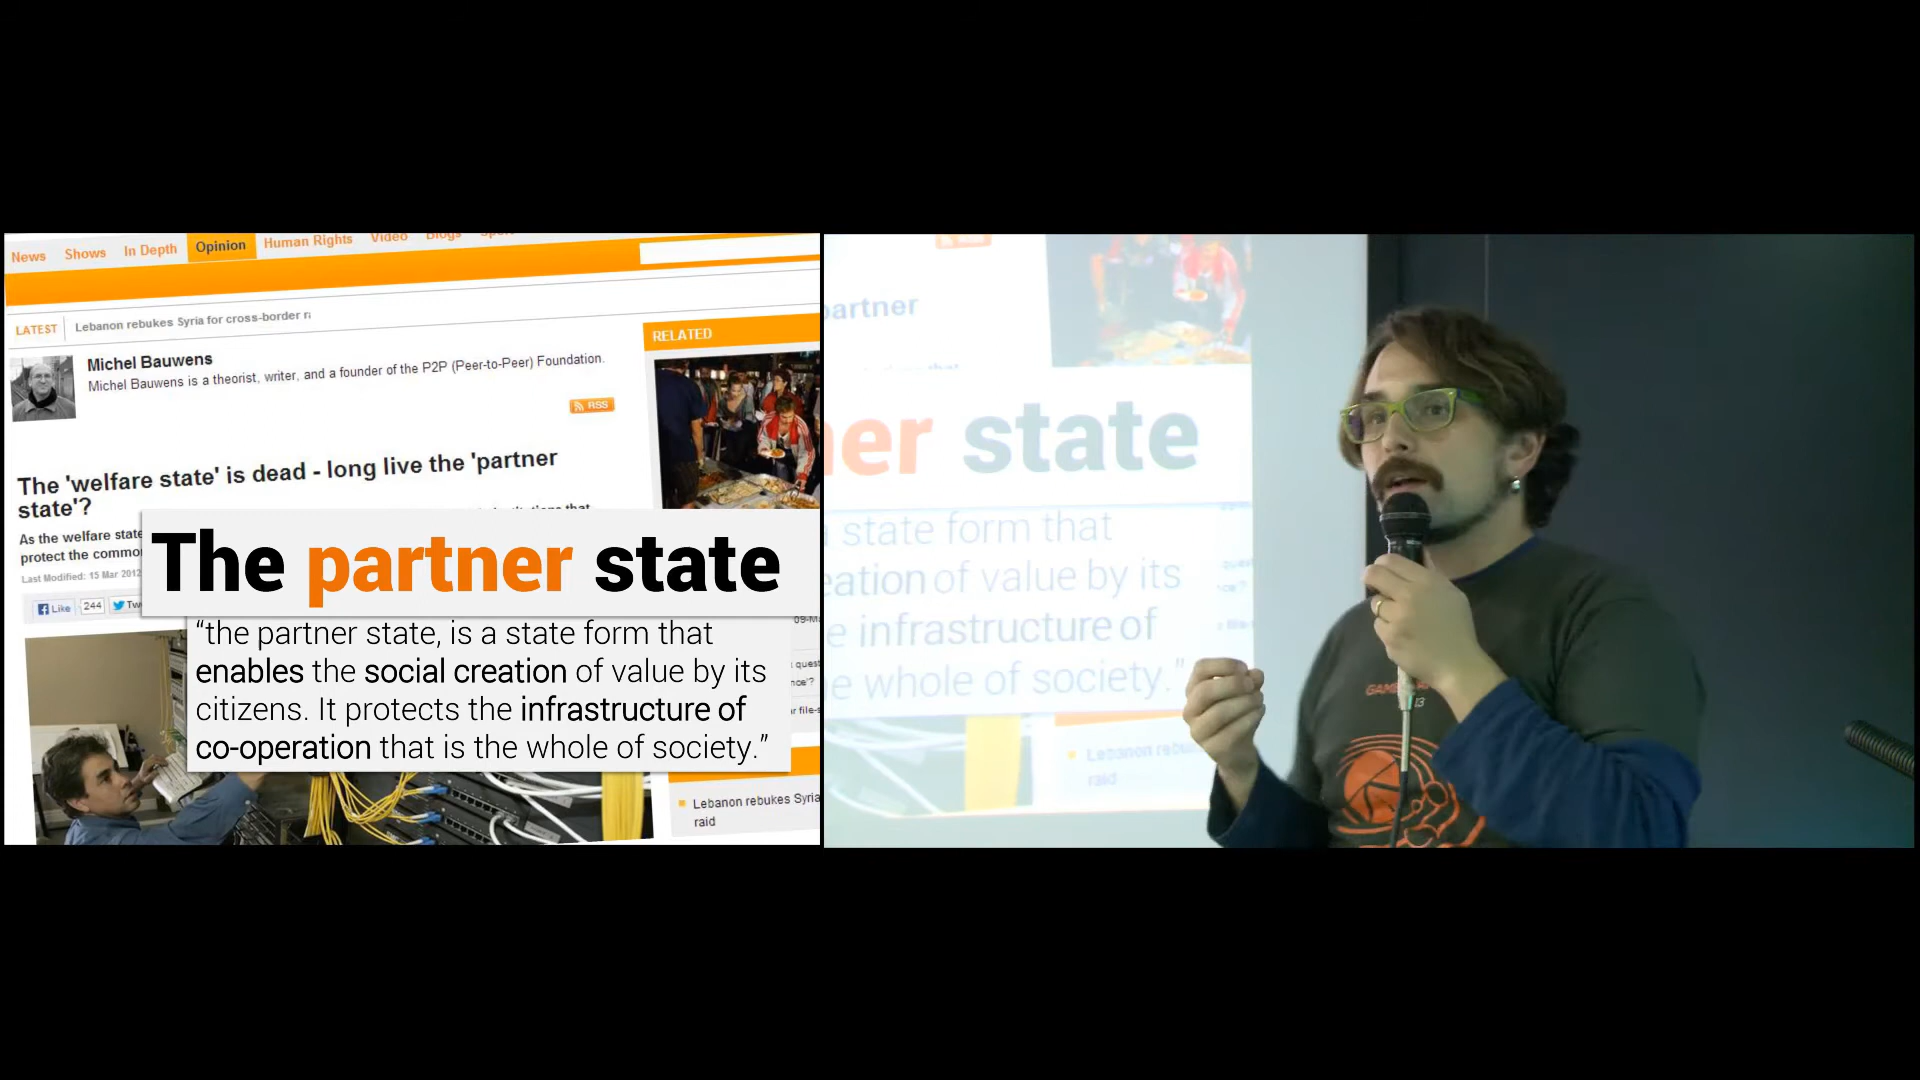 News Shows In Depth Opinion Human Rights Video Blogs
LATEST Lebanon rebukes Syria for cross-border
Michel Bauwens
Michel Bauwens is a theorist, writer, and a founder of the P2P (Peer-to-Peer) Foundation.
RSS
RELATED
The 'welfare state' is dead - long live the 'partner
state'?
As the welfare state
protect the
Last Modified: 15 Mar 2012
Like 244
The partner state
“the partner state, is a state form that
enables the social creation of value by its
citizens. It protects the infrastructure of
co-operation that is the whole of society.”
Lebanon rebukes Syria
raid
partner
state
state form that
of value by its
infrastructure of
whole of society.”
Lebanon
raid
13